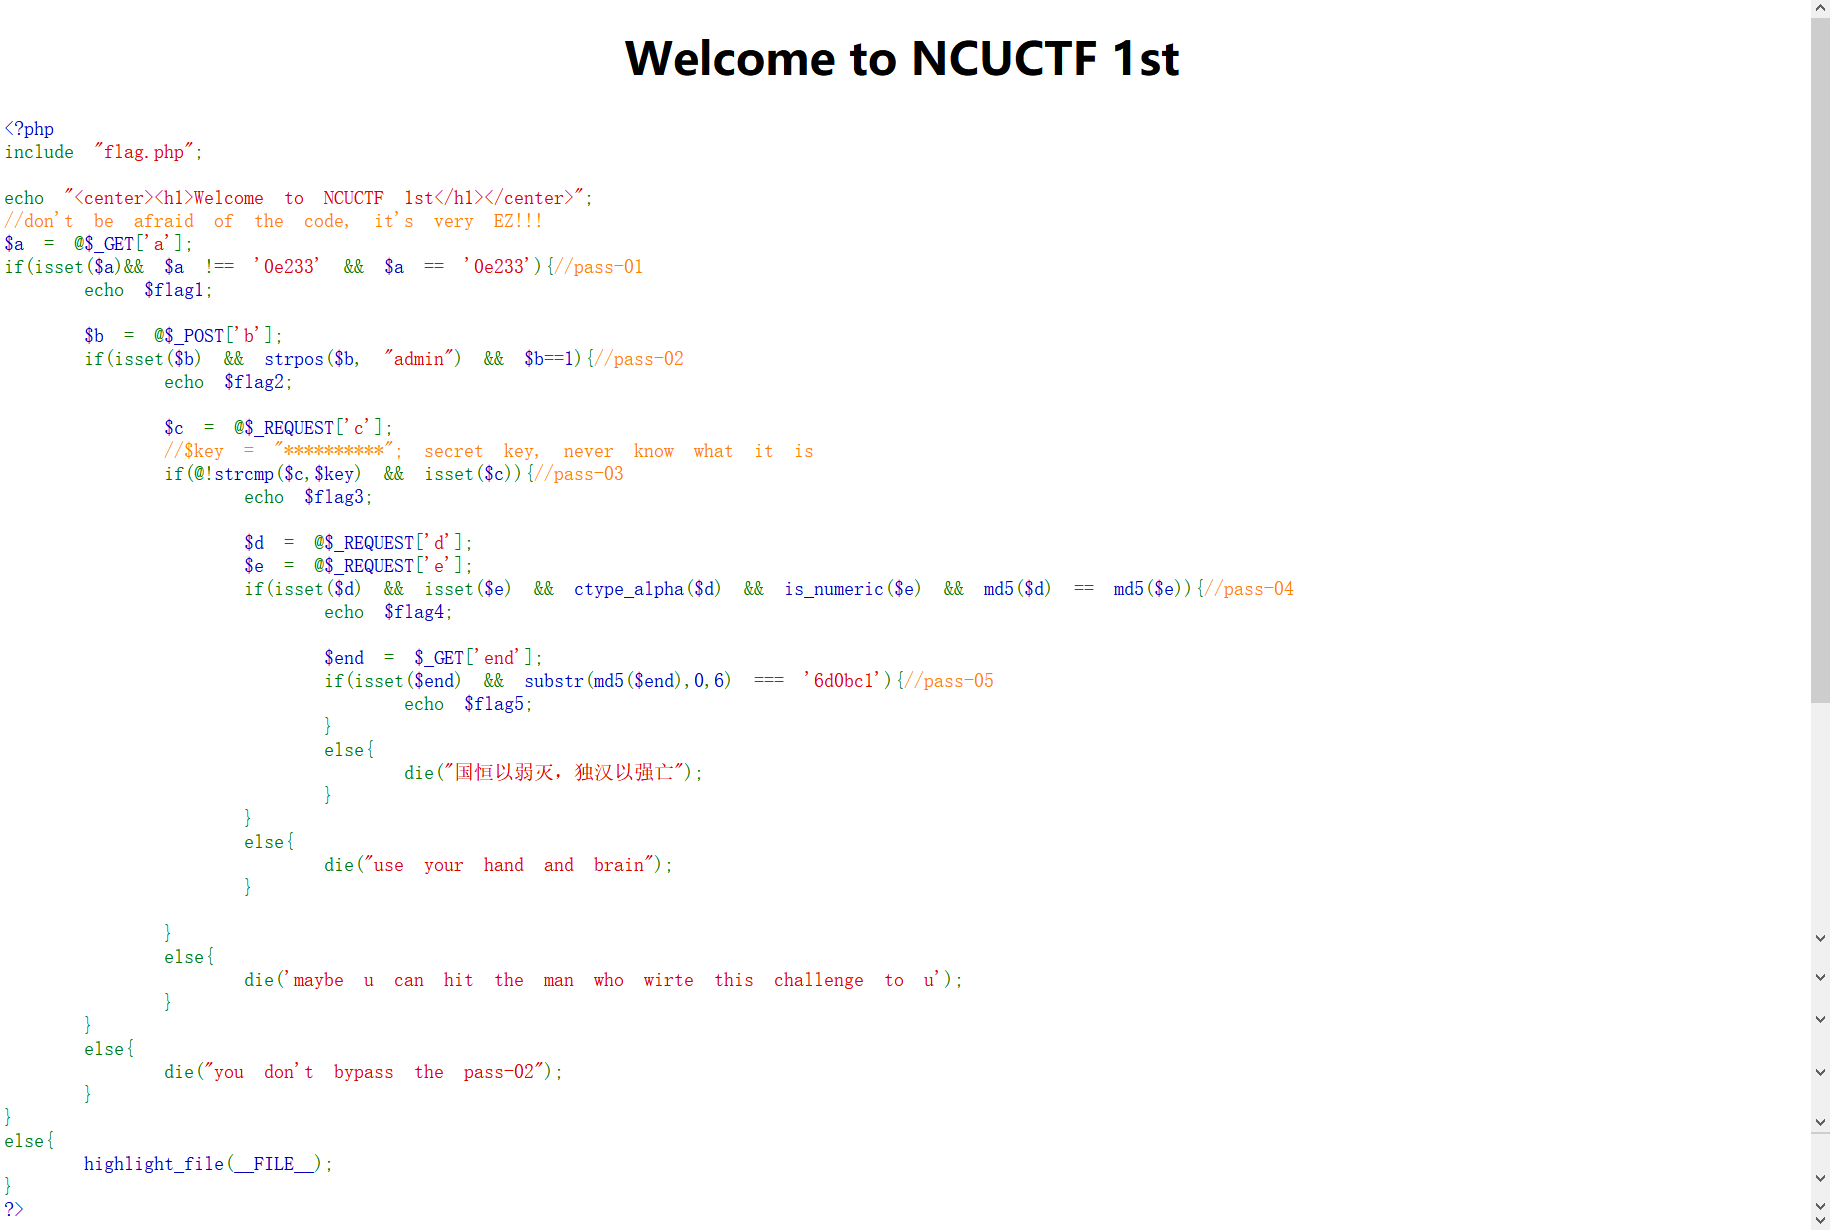 Welcome to NCUCTF 1st
<?php
include "flag.php";
echo "<center><h1>Welcome to NCUCTF 1st</h1></center>";
//don't be afraid of the code, it's very EZ!!!
$a = @$_GET['a'];
if(isset($a)&& $a !== '0e233' && $a == '0e233'){//pass-01
echo $flag1;
$b = @$_POST['b'];
if(isset($b) && strpos($b, "admin") && $b==1){//pass-02
echo $flag2;
$c = @$_REQUEST['c'];
//$key = "**********"; secret key, never know what it is
if(@!strcmp($c,$key) && isset($c)){//pass-03
echo $flag3;
$d = @$_REQUEST['d'];
$e = @$_REQUEST['e'];
if(isset($d) && isset($e) && ctype_alpha($d) && is_numeric($e) && md5($d) == md5($e)){//pass-04
echo $flag4;
$end = $_GET['end'];
if(isset($end) && substr(md5($end),0,6) === '6d0bc1'){//pass-05
echo $flag5;
}
else{
die("国恒以弱灭，独汉以强亡");
}
}
else{
die("use your hand and brain");
}
}
else{
die('maybe u can hit the man who wirte this challenge to u');
}
}
else{
die("you don't bypass the pass-02");
}
}
else{
highlight_file(__FILE__);
}
?>